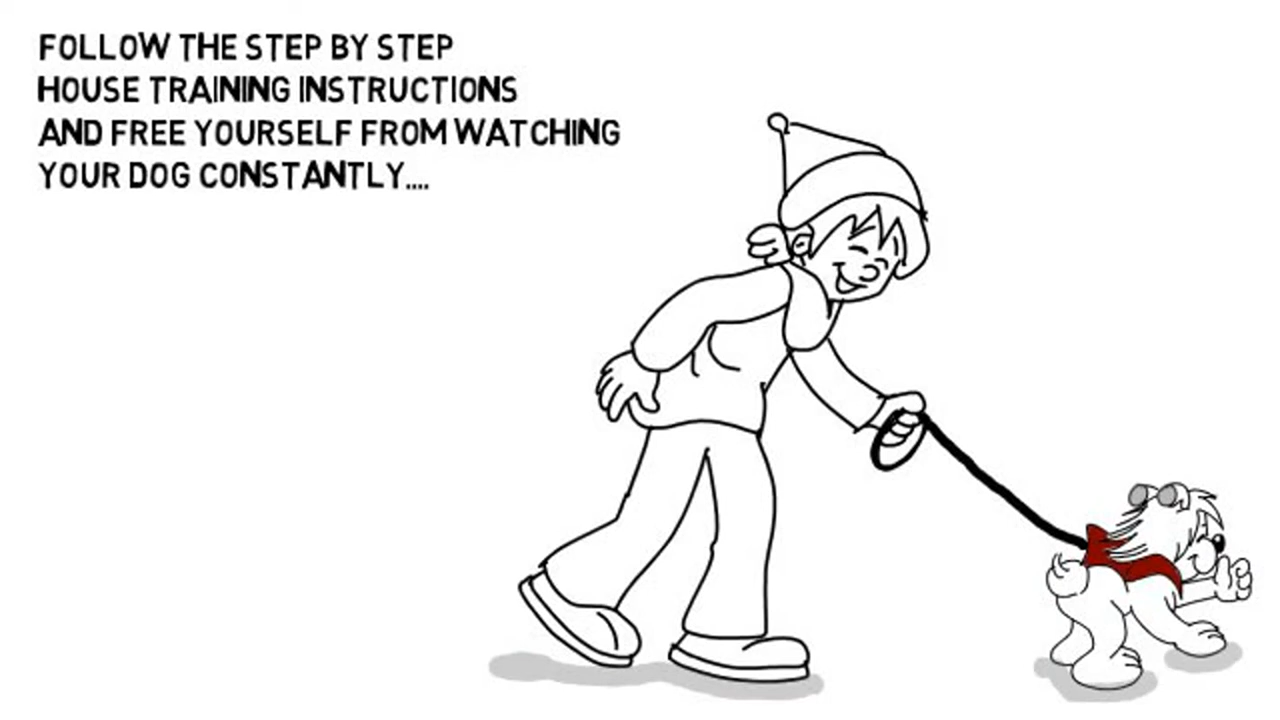 FOLLOW THE STEP BY STEP
HOUSE TRAINING INSTRUCTIONS
AND FREE YOURSELF FROM WATCHING
YOUR DOG CONSTANTLY....